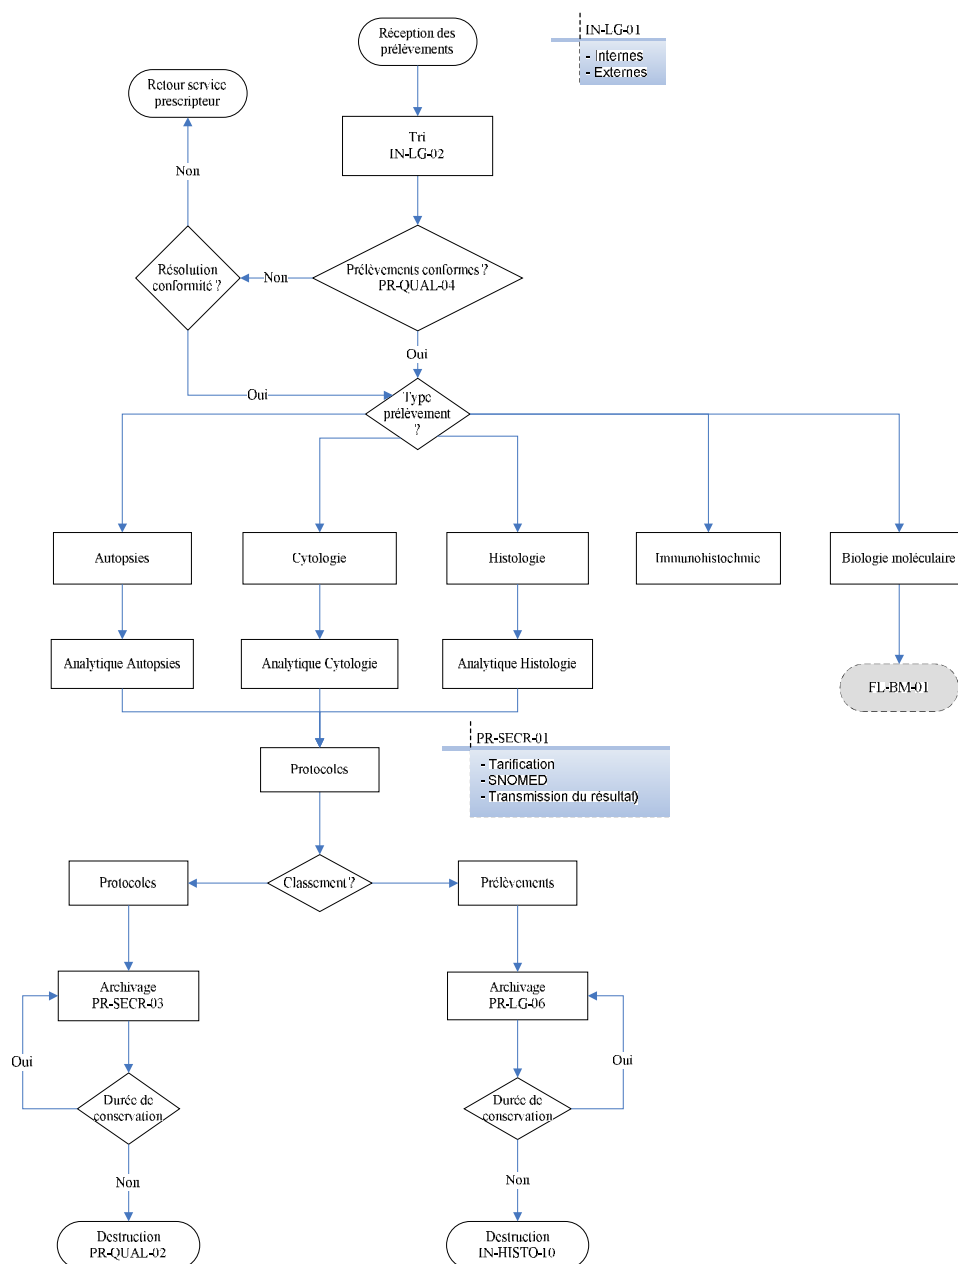 Réception des
prélèvements
IN-LG-01
- Internes
- Externes
Retour service
prescripteur
Tri
IN-LG-02
Non
Résolution
conformité ?
Non
Prélèvements conformes ?
PR-QUAL-04
Oui
Oui
Type
prélèvement
?
Autopsies
Cytologie
Histologie
Immunohistochmie
Biologie moléculaire
Analytique Autopsies
Analytique Cytologie
Analytique Histologie
FL-BM-01
Protocoles
PR-SECR-01
- Tarification
- SNOMED
- Transmission du résultat)
Protocoles
Classement ?
Prélèvements
Archivage
PR-SECR-03
Archivage
PR-LG-06
Oui
Oui
Durée de
conservation
Durée de
conservation
Non
Non
Destruction
PR-QUAL-02
Destruction
IN-HISTO-10